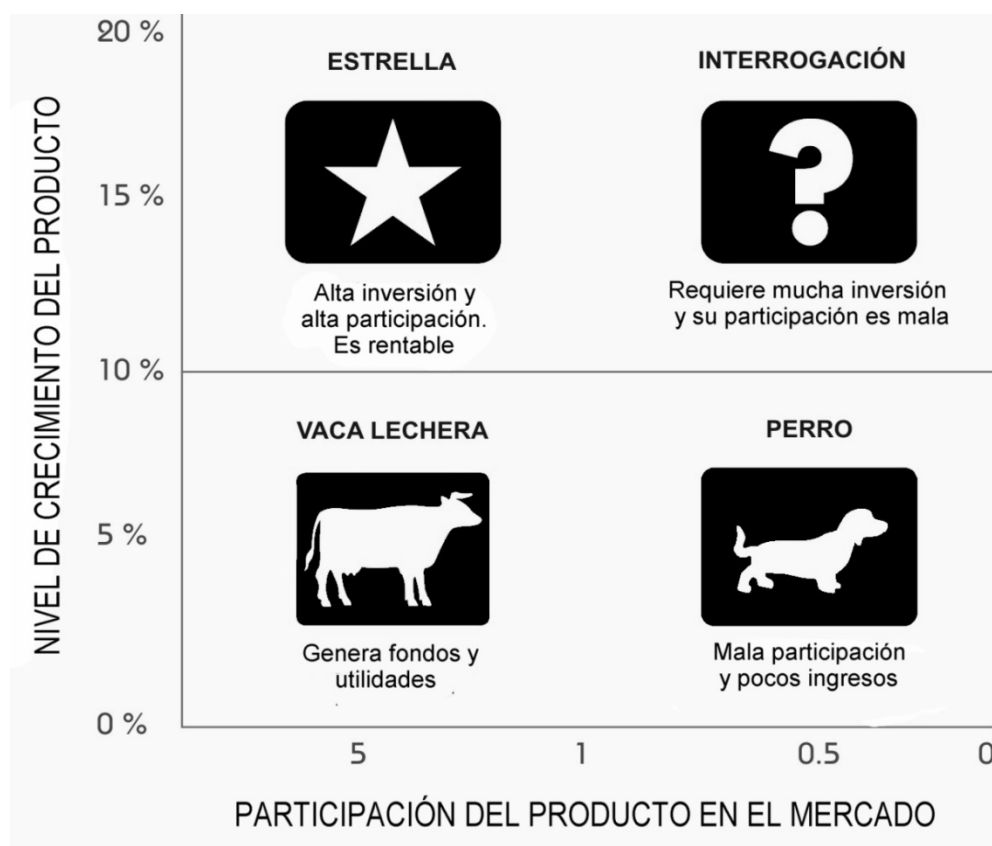 NIVEL DE CRECIMIENTO DEL PRODUCTO
20 %
15 %
10 %
5 %
0 %
ESTRELLA
Alta inversión y
alta participación.
Es rentable
INTERROGACIÓN
?
Requiere mucha inversión
y su participación es mala
VACA LECHERA
Genera fondos y
utilidades
PERRO
Mala participación
y pocos ingresos
5
1
0.5
0
PARTICIPACIÓN DEL PRODUCTO EN EL MERCADO